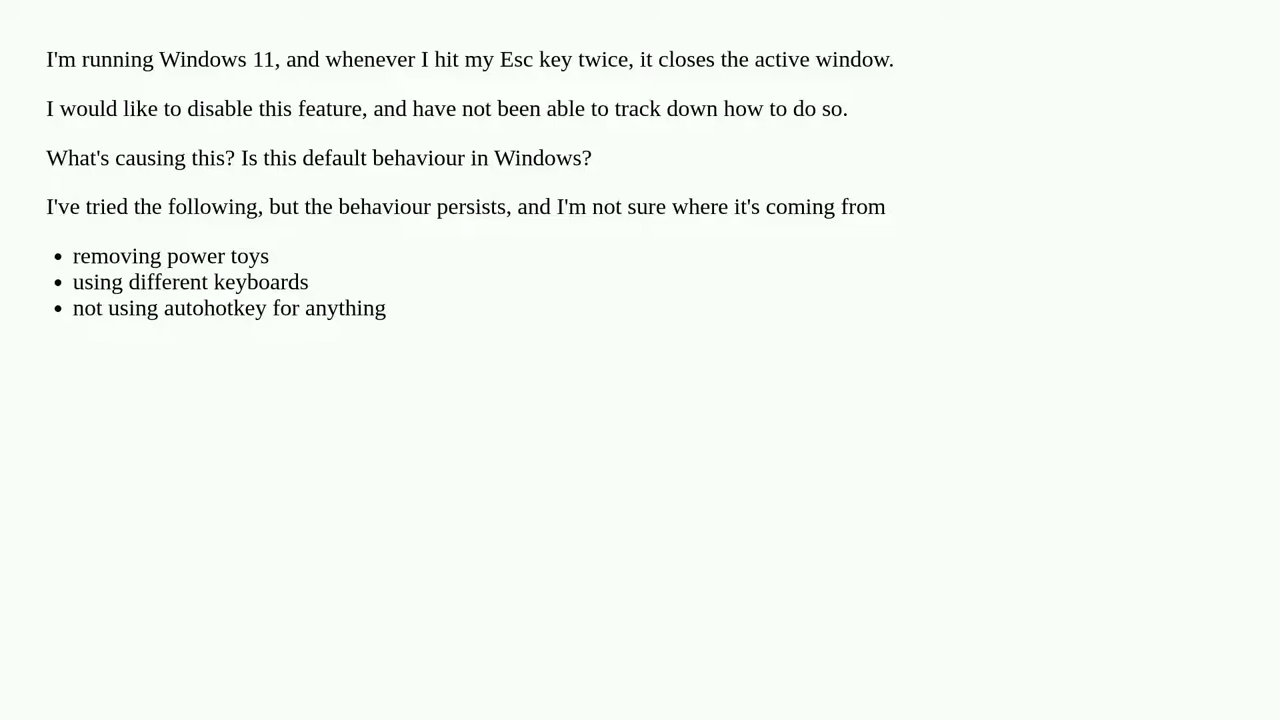 I'm running Windows 11, and whenever I hit my Esc key twice, it closes the active window.
I would like to disable this feature, and have not been able to track down how to do so.
What's causing this? Is this default behaviour in Windows?
I've tried the following, but the behaviour persists, and I'm not sure where it's coming from
• removing power toys
• using different keyboards
• not using autohotkey for anything